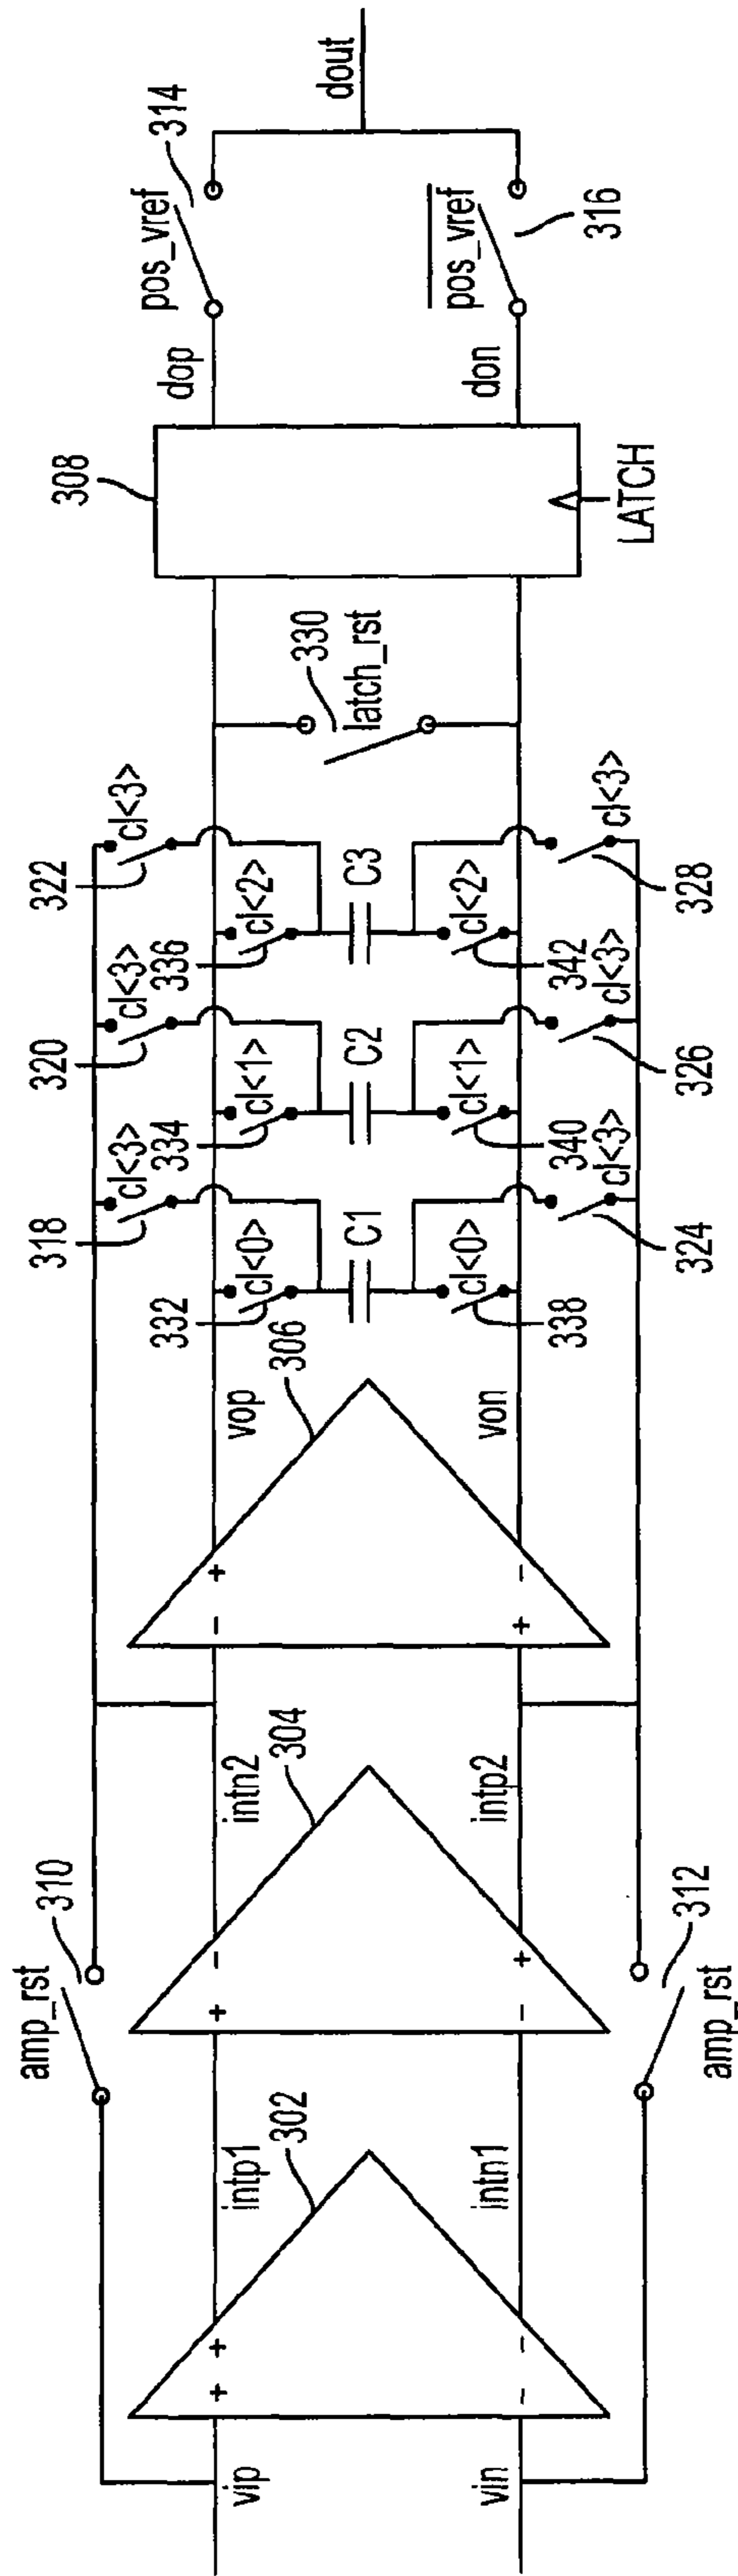 amp_rst
310
vip
302
intp1
304
intn2
306
vop
318
cl<3>
320
cl<3>
322
cl<3>
332
cl<0>
334
cl<1>
336
cl<2>
330
latch_rst
308
dop
pos_vref
314
+
+
+
-
-
+
C1
C2
C3
dout
-
-
-
+
+
-
vin
intn1
intp2
von
338
cl<0>
340
cl<1>
342
cl<2>
324
cl<3>
326
cl<3>
328
cl<3>
LATCH
don
pos_vref
316
amp_rst
312